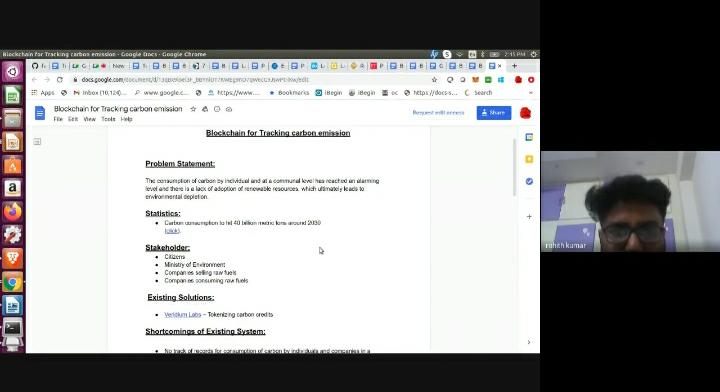 Blockchain for Tracking carbon emission - Google Docs - Google Chrome
2:45 PM
docs.google.com/document/d/
Apps
Inbox (10,124)...
www.google.c...
https://www....
Bookmarks
iBegin
iBegin
oc
https://docs-s...
Search
Blockchain for Tracking carbon emission
File Edit View Tools Help
Request edit access
Share
Blockchain for Tracking carbon emission
Problem Statement:
The consumption of carbon by individual and at a communal level has reached an alarming
level and there is a lack of adoption of renewable resources, which ultimately leads to
environmental depletion.
Statistics:
Carbon consumption to hit 40 billion metric tons around 2030
(click).
Stakeholder:
Citizens
Ministry of Environment
Companies selling raw fuels
Companies consuming raw fuels
Existing Solutions:
Veridium Labs – Tokenizing carbon credits
Shortcomings of Existing System:
No track of records for consumption of carbon by individuals and companies in a
rohith kumar